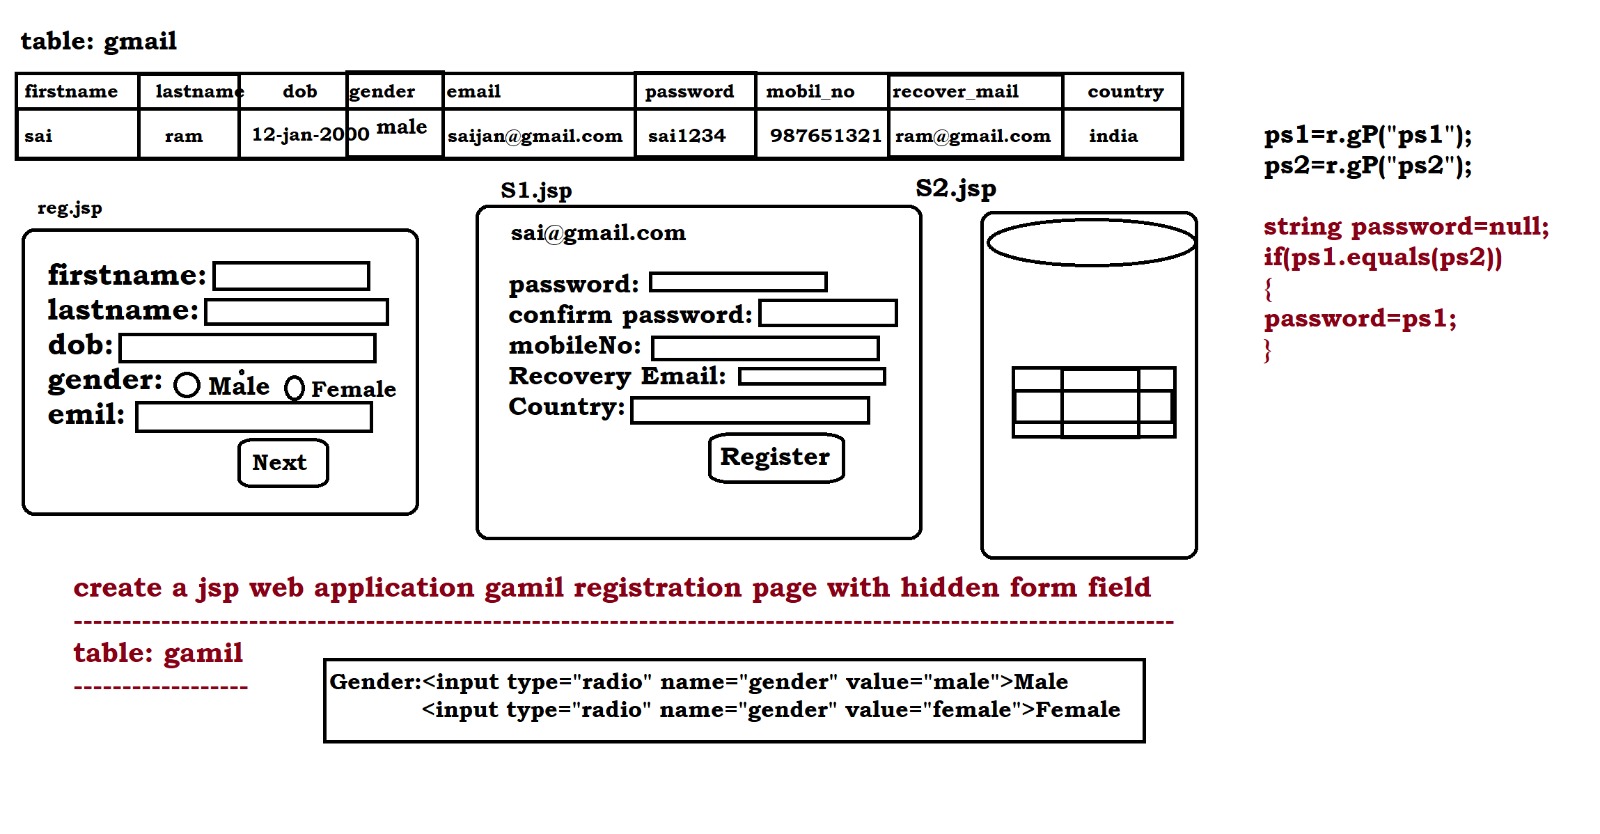 table: gmail
firstname lastname dob gender email password mobil_no recover_mail country
sai ram 12-jan-2000 male saijan@gmail.com sai1234 987651321 ram@gmail.com india
ps1=r.gP("ps1");
ps2=r.gP("ps2");
string password=null;
if(ps1.equals(ps2))
{
password=ps1;
}
reg.jsp
firstname:
lastname:
dob:
gender: Male Female
emil:
Next
S1.jsp
sai@gmail.com
password:
confirm password:
mobileNo:
Recovery Email:
Country:
Register
S2.jsp
create a jsp web application gamil registration page with hidden form field
------------------------------------------------------------------------------------
table: gamil
------------------
Gender:<input type="radio" name="gender" value="male">Male
<input type="radio" name="gender" value="female">Female